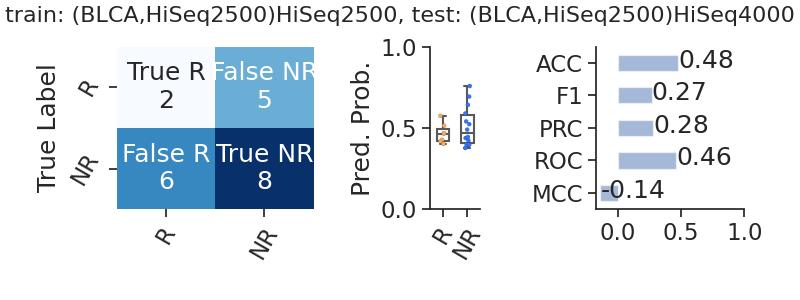 train: (BLCA,HiSeq2500)HiSeq2500, test: (BLCA,HiSeq2500)HiSeq4000
True Label
R
NR
True R
2
False NR
5
False R
6
True NR
8
R
NR
Pred. Prob.
1.0
0.5
0.0
R
NR
ACC
0.48
F1
0.27
PRC
0.28
ROC
0.46
MCC
-0.14
0.0
0.5
1.0